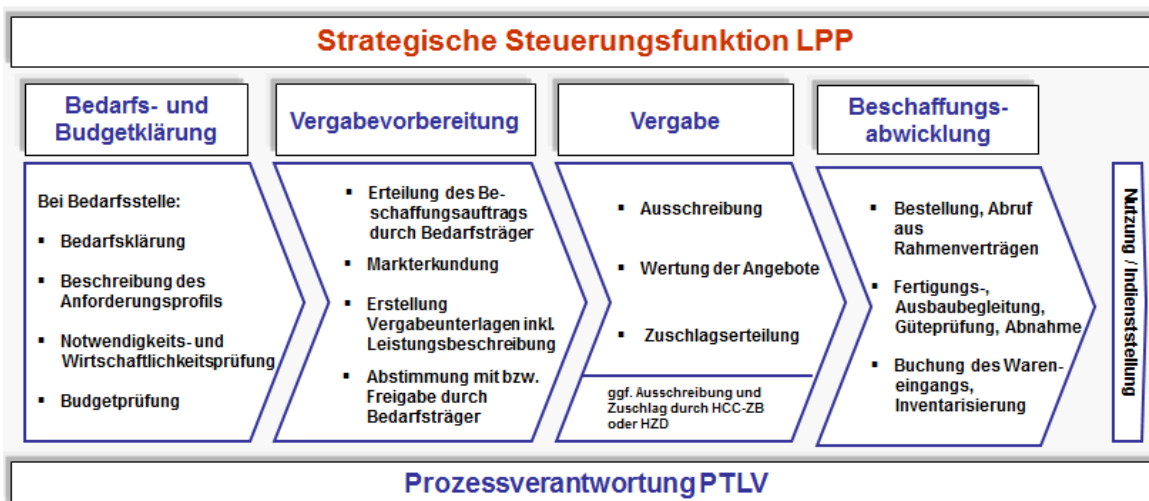 Strategische Steuerungsfunktion LPP
Bedarfs- und
Budgetklärung
Bei Bedarfsstelle:
▪ Bedarfsklärung
▪ Beschreibung des
Anforderungsprofils
▪ Notwendigkeits- und
Wirtschaftlichkeitsprüfung
▪ Budgetprüfung
Vergabevorbereitung
▪ Erteilung des Be-
schaffungsauftrags
durch Bedarfsträger
▪ Markterkundung
▪ Erstellung
Vergabeunterlagen inkl.
Leistungsbeschreibung
▪ Abstimmung mit bzw.
Freigabe durch
Bedarfsträger
Vergabe
▪ Ausschreibung
▪ Wertung der Angebote
▪ Zuschlagserteilung
ggf. Ausschreibung und
Zuschlag durch HCC-ZB
oder HZD
Beschaffungs-
abwicklung
▪ Bestellung, Abruf
aus
Rahmenverträgen
▪ Fertigungs-,
Ausbaubegleitung,
Güteprüfung, Abnahme
▪ Buchung des Waren-
eingangs,
Inventarisierung
Nutzung / Indienststellung
Prozessverantwortung PTLV